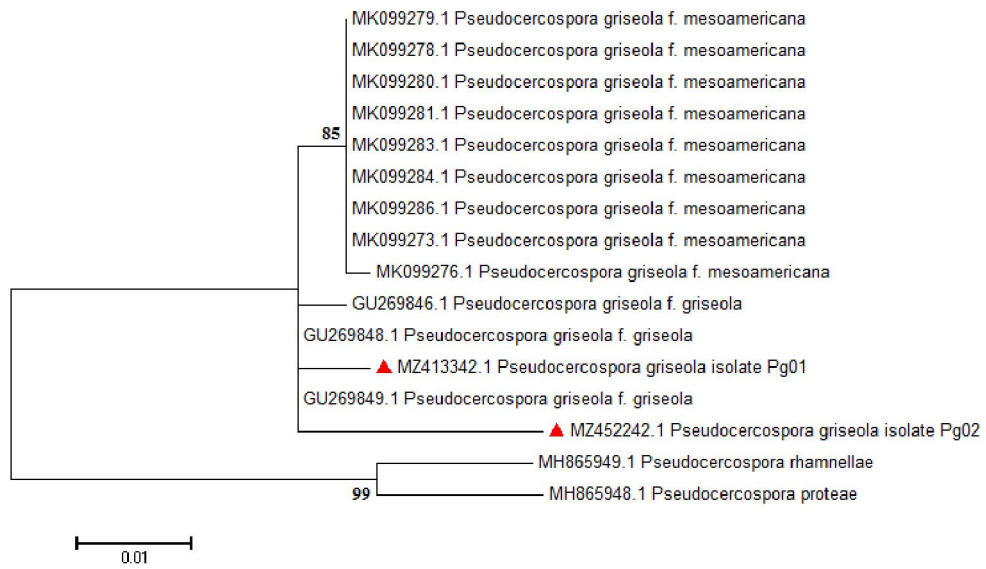 MK099279.1 Pseudocercospora griseola f. mesoamericana
MK099278.1 Pseudocercospora griseola f. mesoamericana
MK099280.1 Pseudocercospora griseola f. mesoamericana
MK099281.1 Pseudocercospora griseola f. mesoamericana
85
MK099283.1 Pseudocercospora griseola f. mesoamericana
MK099284.1 Pseudocercospora griseola f. mesoamericana
MK099286.1 Pseudocercospora griseola f. mesoamericana
MK099273.1 Pseudocercospora griseola f. mesoamericana
MK099276.1 Pseudocercospora griseola f. mesoamericana
GU269846.1 Pseudocercospora griseola f. griseola
GU269848.1 Pseudocercospora griseola f. griseola
MZ413342.1 Pseudocercospora griseola isolate Pg01
GU269849.1 Pseudocercospora griseola f. griseola
MZ452242.1 Pseudocercospora griseola isolate Pg02
MH865949.1 Pseudocercospora rhamnellae
99
MH865948.1 Pseudocercospora proteae
0.01